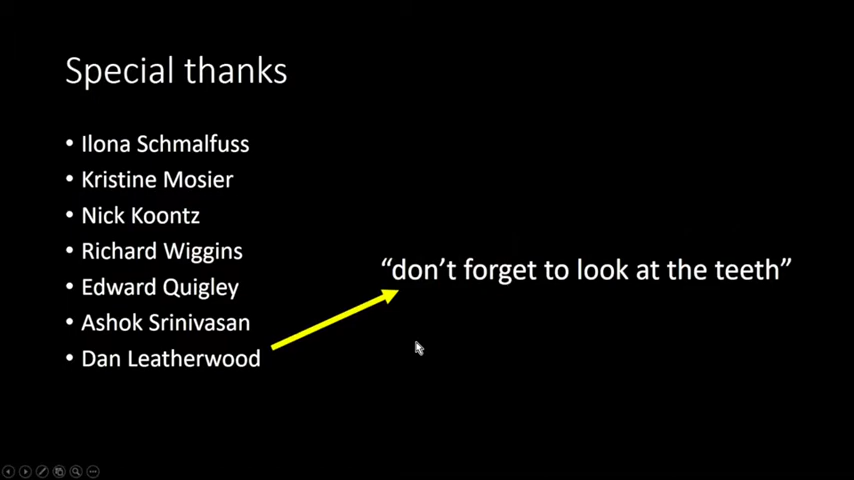 Special thanks
• Ilona Schmalfuss
• Kristine Mosier
• Nick Koontz
• Richard Wiggins
• Edward Quigley
• Ashok Srinivasan
• Dan Leatherwood
“don’t forget to look at the teeth”